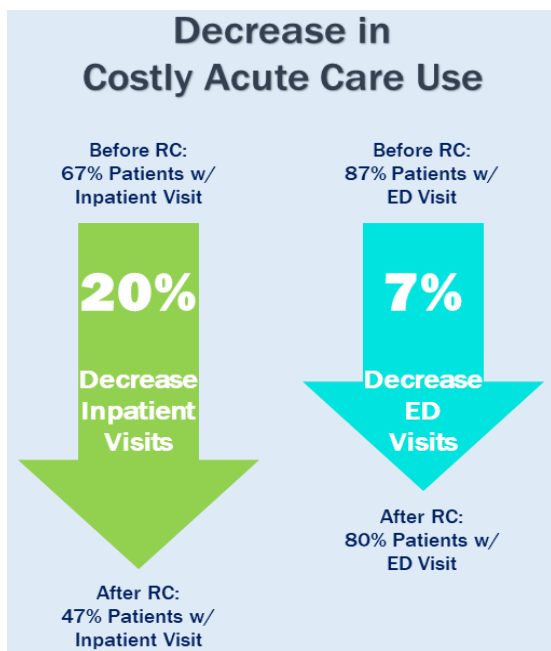 Decrease in
Costly Acute Care Use
Before RC:
67% Patients w/
Inpatient Visit
20%
Decrease
Inpatient
Visits
After RC:
47% Patients w/
Inpatient Visit
Before RC:
87% Patients w/
ED Visit
7%
Decrease
ED
Visits
After RC:
80% Patients w/
ED Visit